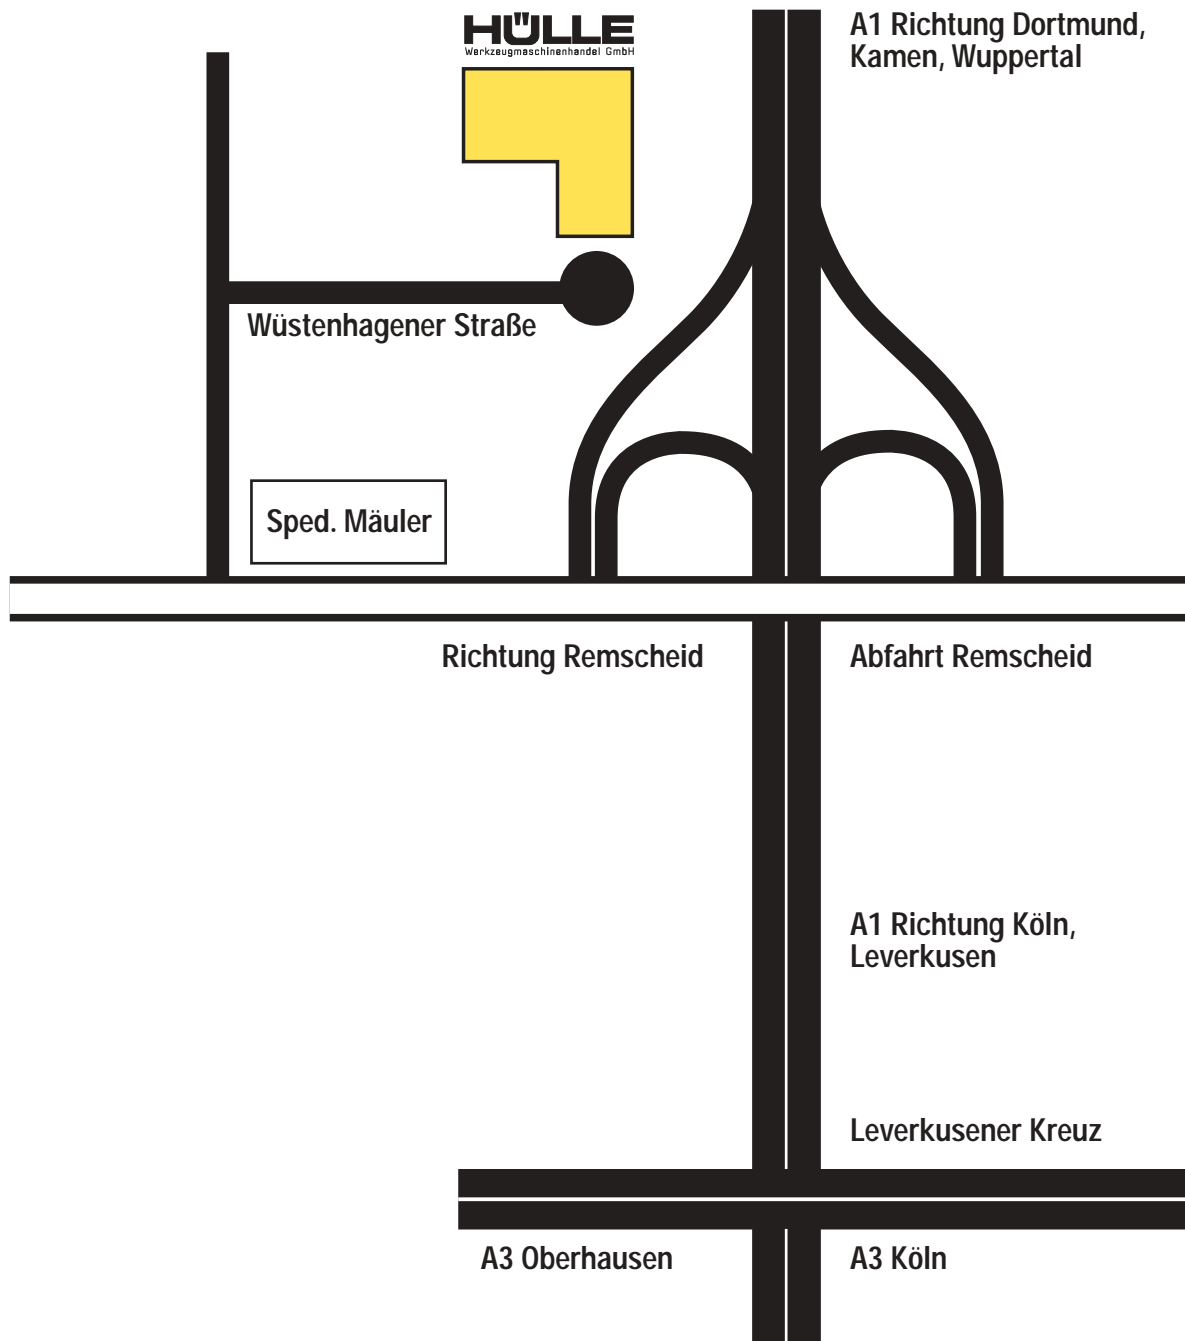 HÜLLE
Werkzeugmaschinenhandel GmbH
A1 Richtung Dortmund,
Kamen, Wuppertal
Wüstenhagener Straße
Sped. Mäuler
Richtung Remscheid
Abfahrt Remscheid
A1 Richtung Köln,
Leverkusen
Leverkusener Kreuz
A3 Oberhausen
A3 Köln